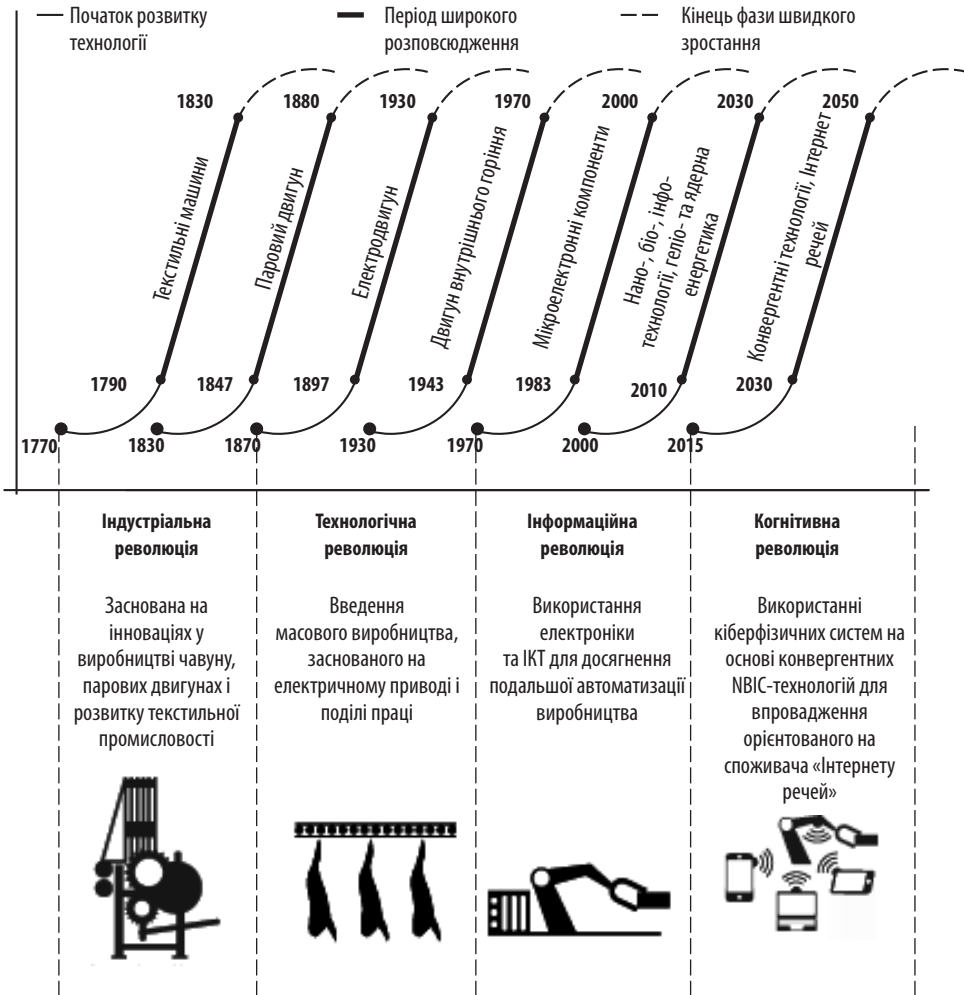 Початок розвитку
технології
Період широкого
розповсюдження
Кінець фази швидкого
зростання
1830
1880
1930
1970
2000
2030
2050
Текстильні машини
Паровий двигун
Електродвигун
Двигун внутрішнього горіння
Мікроелектронні компоненти
Нано-, біо-, інфо-
технології, геліо- та ядерна
енергетика
Конвергентні технології, Інтернет
речей
1790
1847
1897
1943
1983
2010
2030
1770
1830
1870
1930
1970
2000
2015
Індустріальна
революція
Заснована на
інноваціях у
виробництві чавуну,
парових двигунах і
розвитку текстильної
промисловості
Технологічна
революція
Введення
масового виробництва,
заснованого на
електричному приводі і
поділі праці
Інформаційна
революція
Використання
електроніки
та ІКТ для досягнення
подальшої автоматизації
виробництва
Когнітивна
революція
Використанні
кіберфізичних систем на
основі конвергентних
NBIC-технологій для
впровадження
орієнтованого на
споживача «Інтернету
речей»